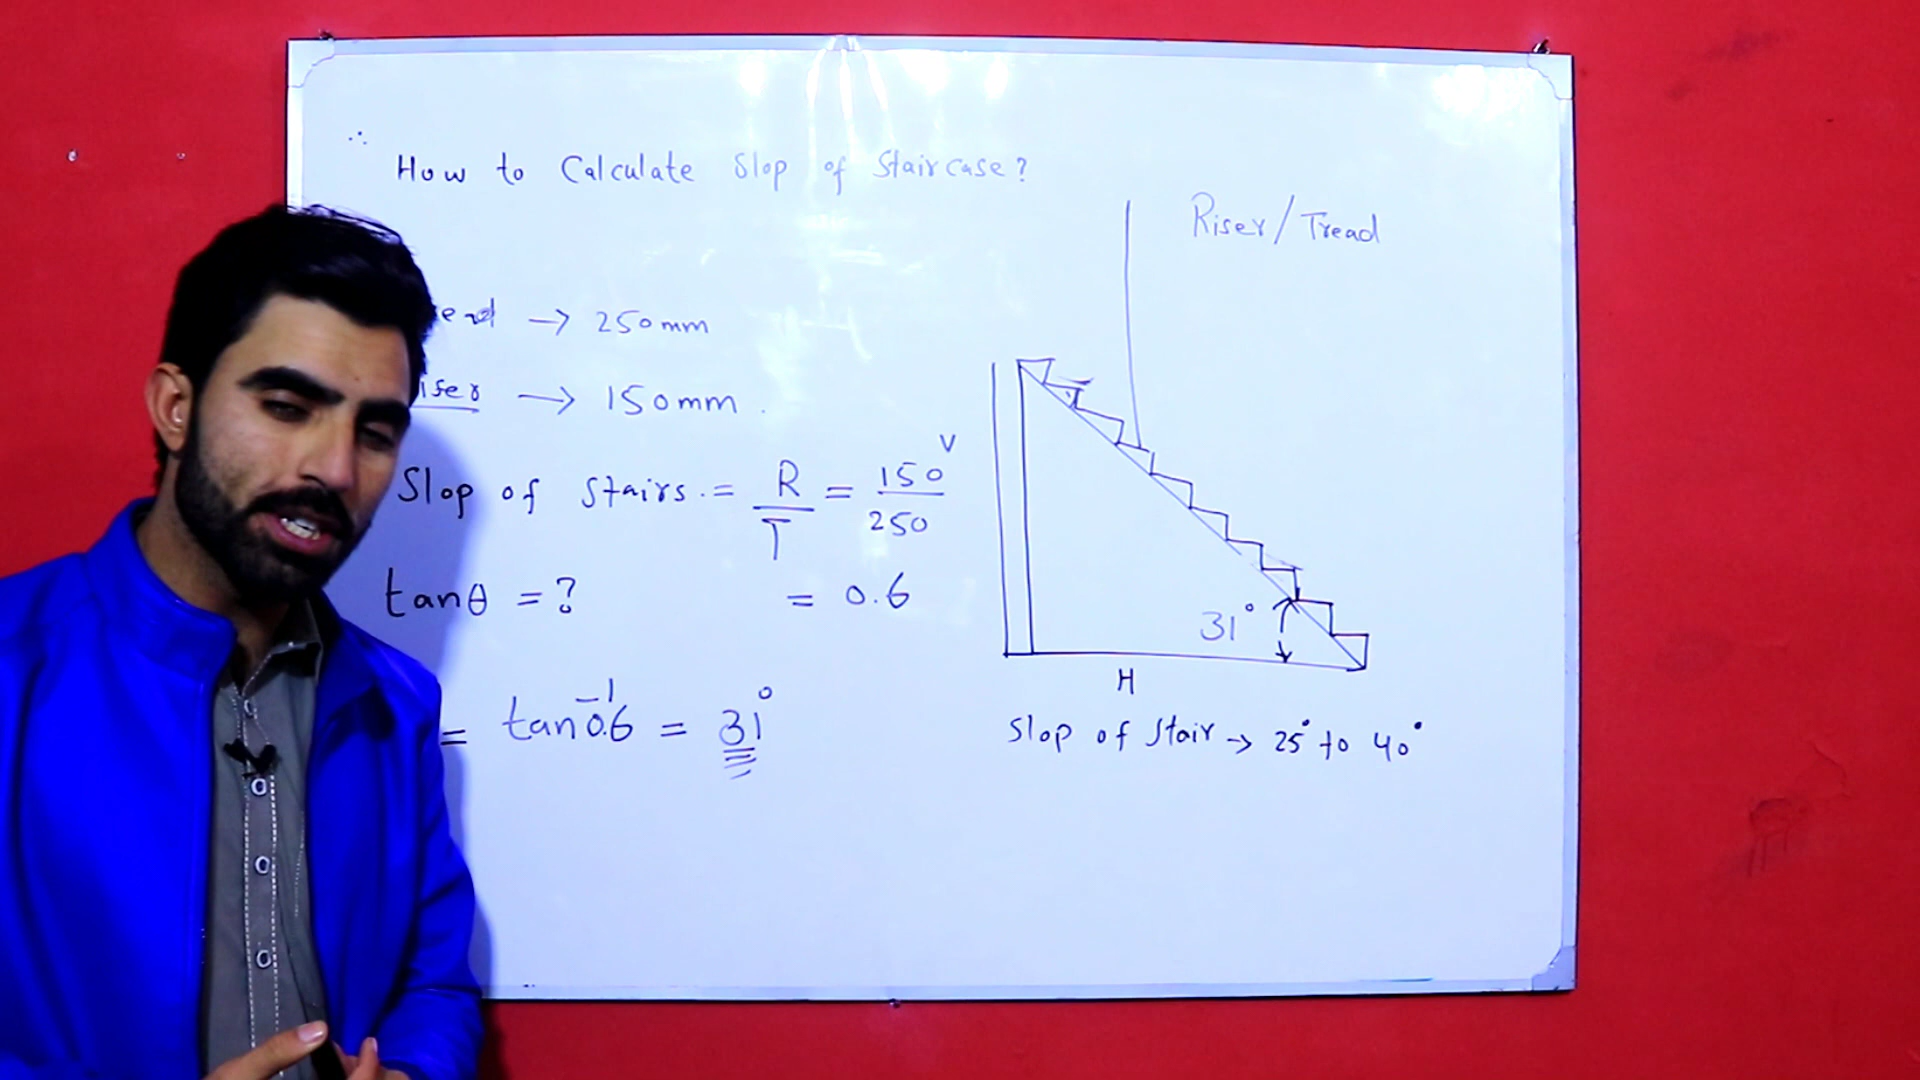 How to Calculate Slop of Staircase?
Riser/Tread
→ 250mm
→ 150mm.
V
Slop of stairs. = R/T = 150/250
tanθ = ?
= 0.6
= tan⁻¹0.6 = 31°
31°
H
Slop of Stair → 25° to 40°